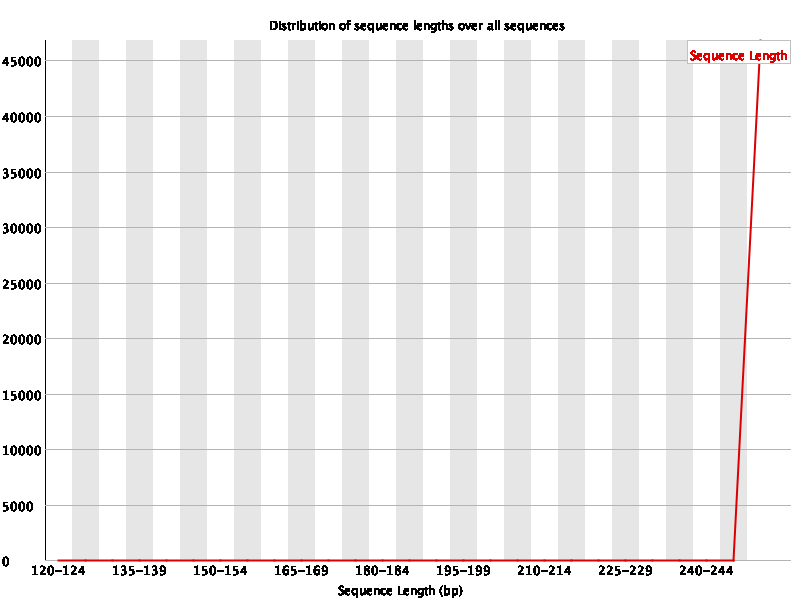 Distribution of sequence lengths over all sequences
Sequence Length
45000
40000
35000
30000
25000
20000
15000
10000
5000
0
120-124 135-139 150-154 165-169 180-184 195-199 210-214 225-229 240-244
Sequence Length (bp)